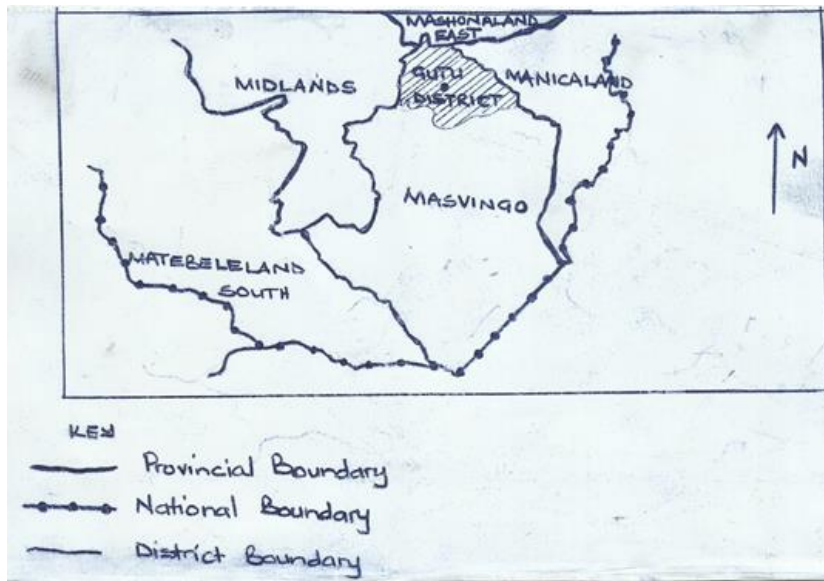 MASHONALAND
EAST
MIDLANDS
GUTU
DISTRICT
MANICALAND
N
MASVINGO
MATEBELELAND
SOUTH
KEY
Provincial Boundary
National Boundary
District Boundary